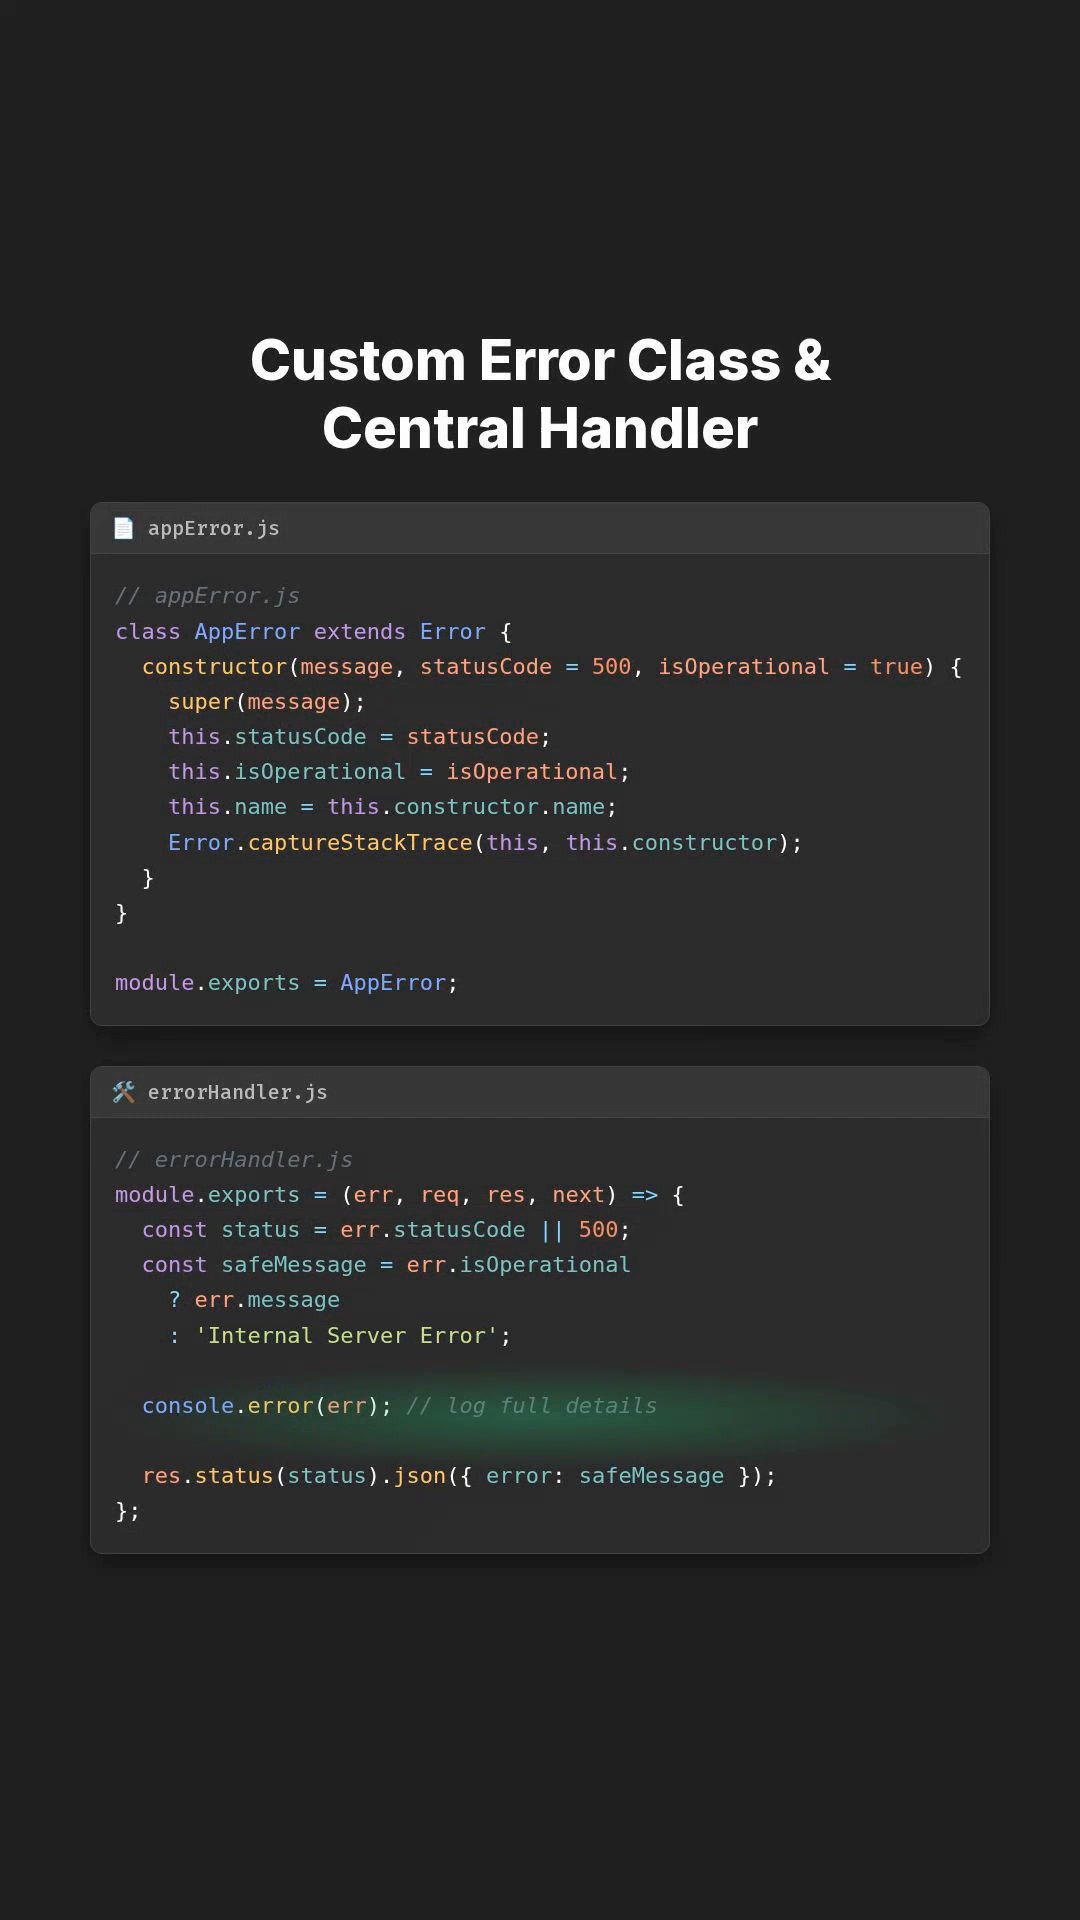 Custom Error Class &
Central Handler
appError.js
// appError.js
class AppError extends Error {
  constructor(message, statusCode = 500, isOperational = true) {
    super(message);
    this.statusCode = statusCode;
    this.isOperational = isOperational;
    this.name = this.constructor.name;
    Error.captureStackTrace(this, this.constructor);
  }
}
module.exports = AppError;
errorHandler.js
// errorHandler.js
module.exports = (err, req, res, next) => {
  const status = err.statusCode || 500;
  const safeMessage = err.isOperational
    ? err.message
    : 'Internal Server Error';
  console.error(err); // log full details
  res.status(status).json({ error: safeMessage });
};